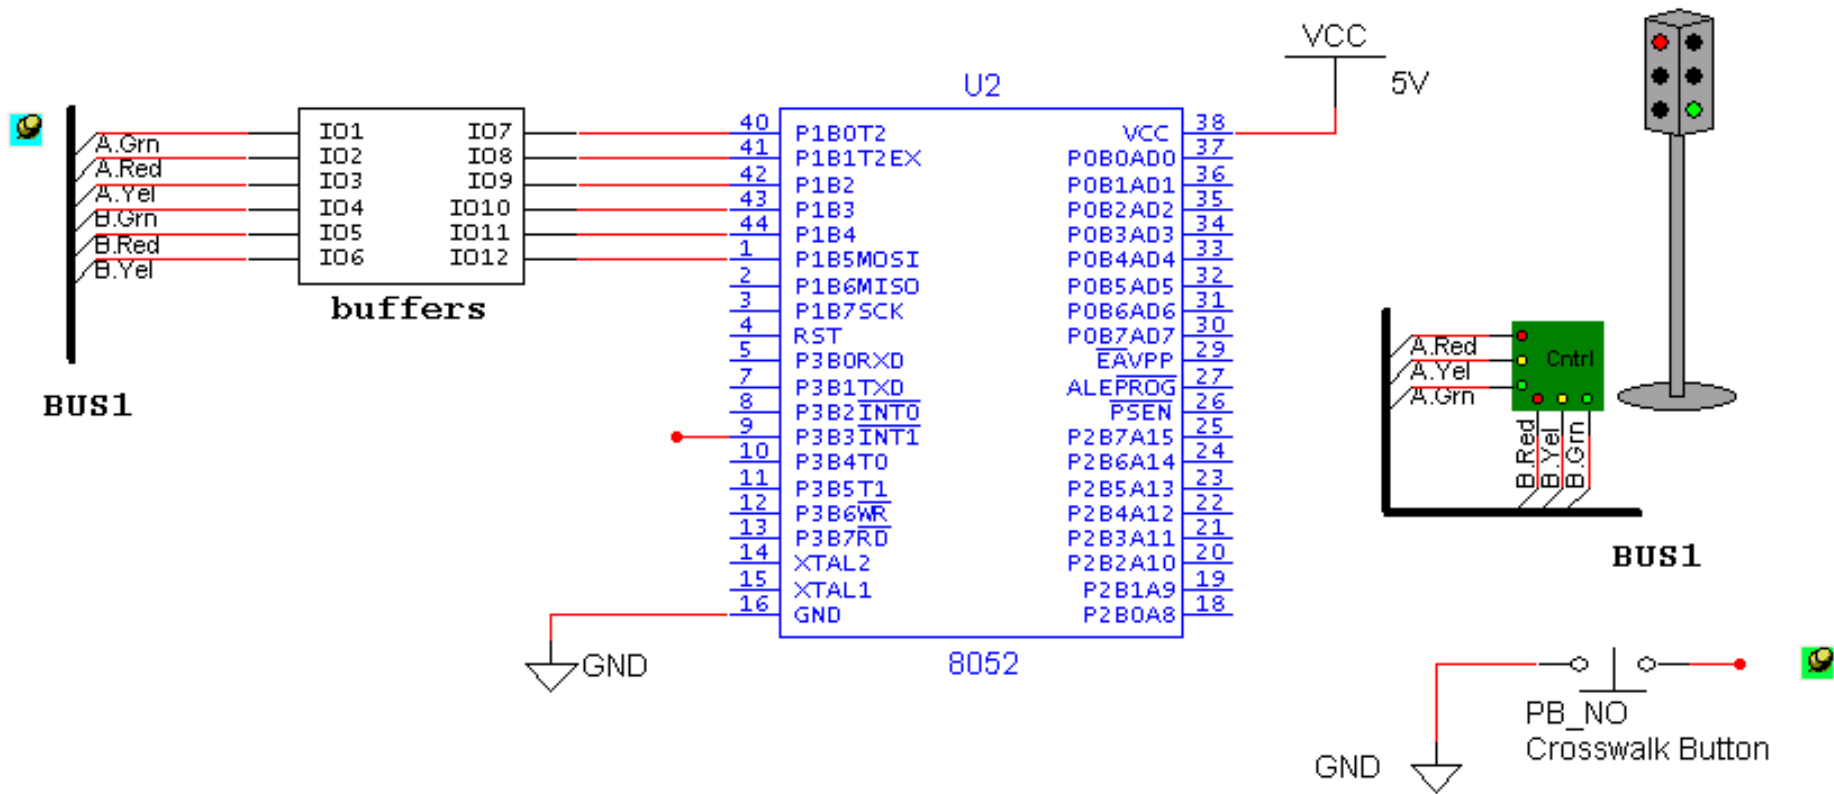 VCC
5V
U2
A.Grn
A.Red
A.Yel
B.Grn
B.Red
B.Yel
BUS1
IO1 IO7
IO2 IO8
IO3 IO9
IO4 IO10
IO5 IO11
IO6 IO12
buffers
40 P1B0T2 VCC 38
41 P1B1T2EX P0B0AD0 37
42 P1B2 P0B1AD1 36
43 P1B3 P0B2AD2 35
44 P1B4 P0B3AD3 34
1 P1B5MOSI P0B4AD4 33
2 P1B6MISO P0B5AD5 32
3 P1B7SCK P0B6AD6 31
4 RST P0B7AD7 30
5 P3B0RXD EAVPP 29
7 P3B1TXD ALEPROG 27
8 P3B2INT0 PSEN 26
9 P3B3INT1 P2B7A15 25
10 P3B4T0 P2B6A14 24
11 P3B5T1 P2B5A13 23
12 P3B6WR P2B4A12 22
13 P3B7RD P2B3A11 21
14 XTAL2 P2B2A10 20
15 XTAL1 P2B1A9 19
16 GND P2B0A8 18
8052
GND
A.Red
A.Yel
A.Grn
Cntrl
B.Red
B.Yel
B.Grn
BUS1
PB_NO
Crosswalk Button
GND